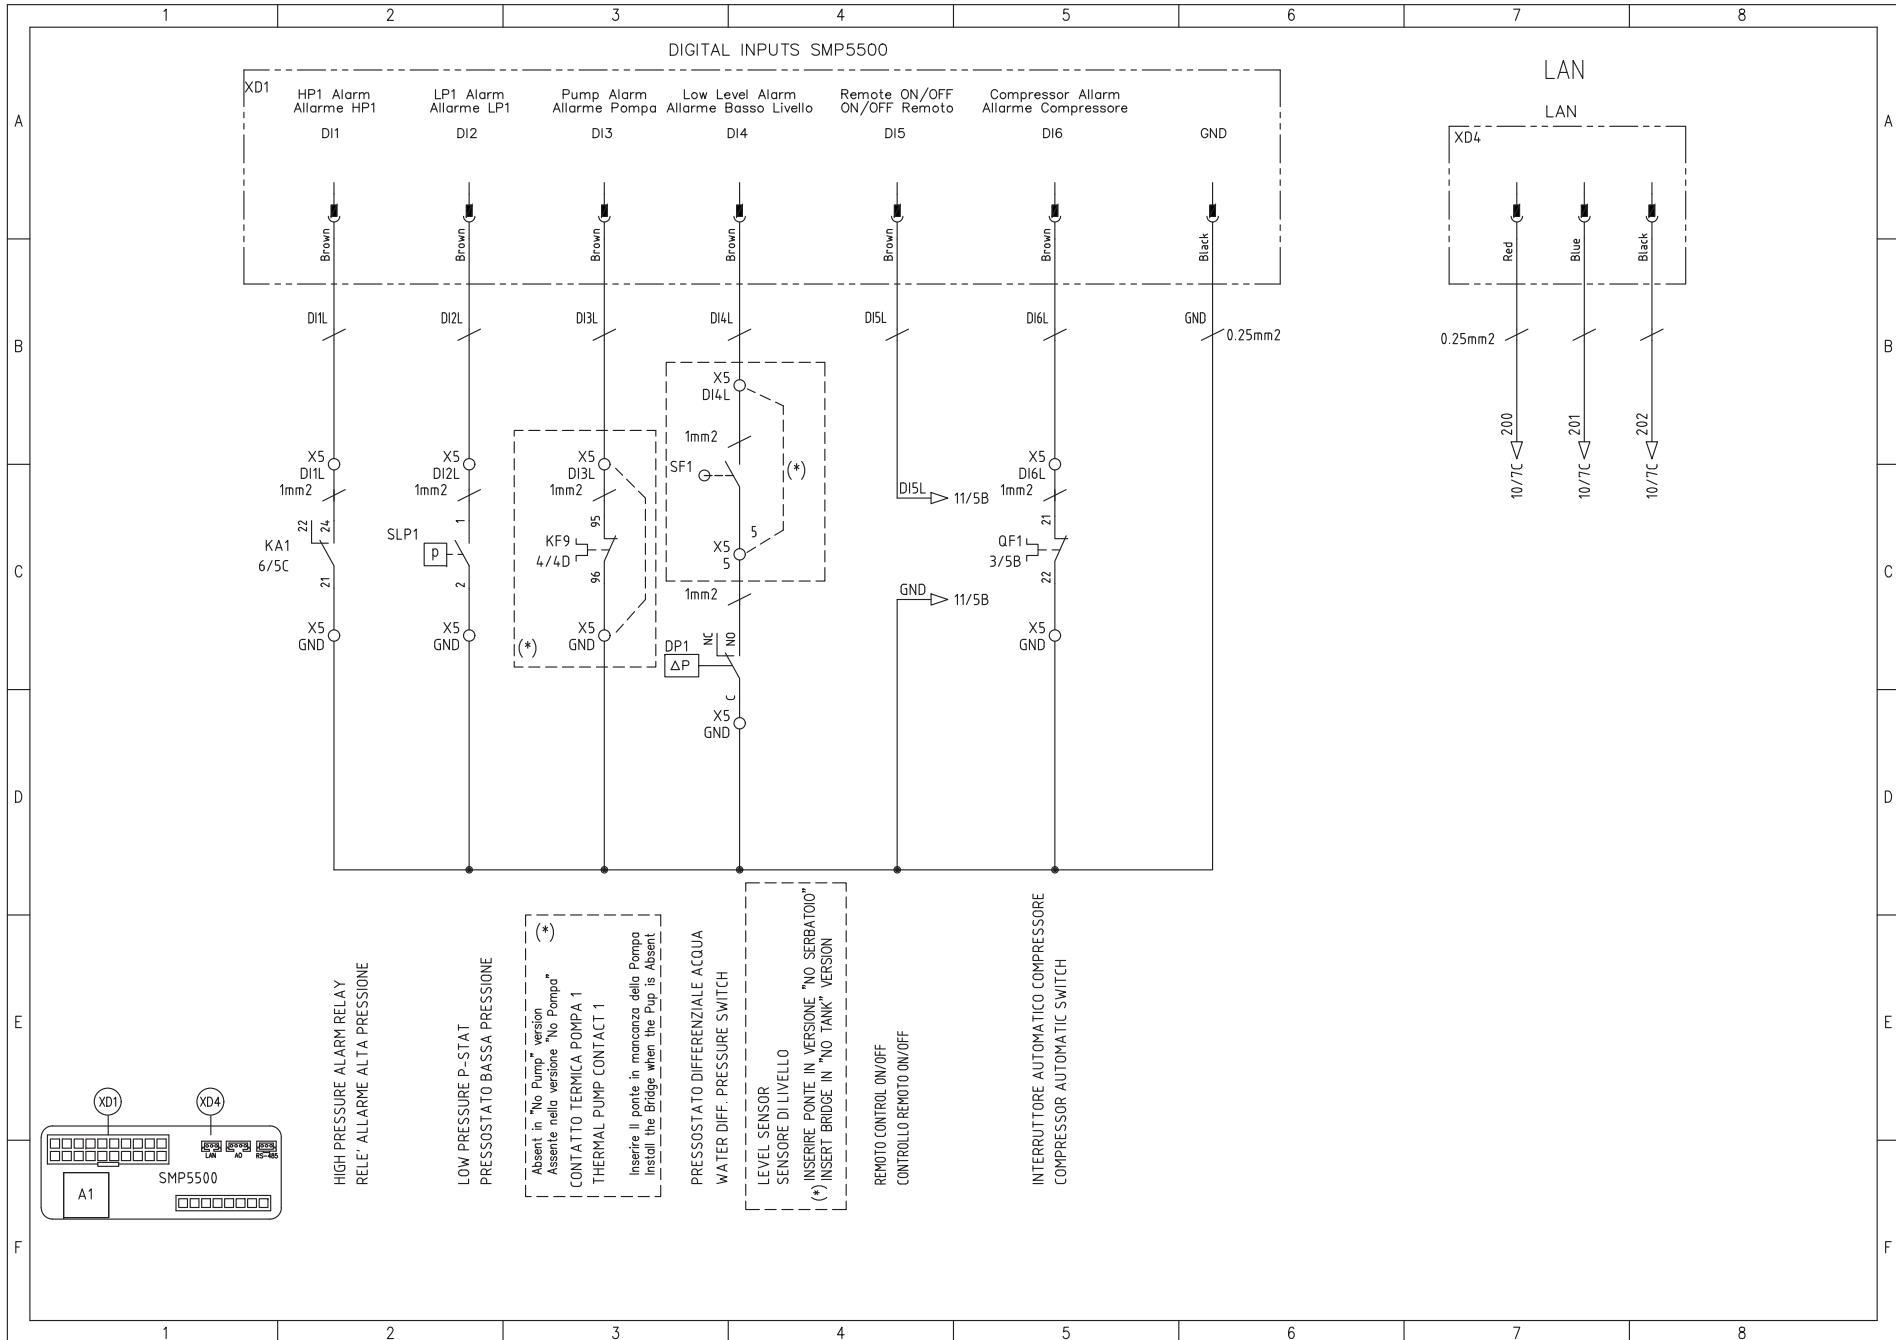 1 2 3 4 5 6 7 8
DIGITAL INPUTS SMP5500
LAN
LAN
XD1
HP1 Alarm
Allarme HP1
DI1
LP1 Alarm
Allarme LP1
DI2
Pump Alarm
Allarme Pompa
DI3
Low Level Alarm
Allarme Basso Livello
DI4
Remote ON/OFF
ON/OFF Remoto
DI5
Compressor Allarm
Allarme Compressore
DI6
GND
XD4
A A
Brown Brown Brown Brown Brown Brown Black
Red Blue Black
DI1L DI2L DI3L DI4L DI5L DI6L GND
0.25mm2
0.25mm2
B B
200 201 202
10/7C 10/7C 10/7C
X5
DI1L
1mm2
22 24
KA1
6/5C
21
X5
GND
X5
DI2L
1mm2
1
SLP1
P
2
X5
GND
X5
DI3L
1mm2
95
KF9
4/4D
96
X5
GND
(*)
X5
DI4L
1mm2
SF1
(*)
5
X5
5
1mm2
NC NO
DP1
ΔP
C
X5
GND
DI5L 11/5B
GND 11/5B
X5
DI6L
1mm2
21
QF1
3/5B
22
X5
GND
C C
D D
HIGH PRESSURE ALARM RELAY
RELE' ALLARME ALTA PRESSIONE
LOW PRESSURE P-STAT
PRESSOSTATO BASSA PRESSIONE
(*)
Absent in "No Pump" version
Assente nella versione "No Pompa"
CONTATTO TERMICA POMPA 1
THERMAL PUMP CONTACT 1
Inserire Il ponte in mancanza della Pompa
Install the Bridge when the Pup is Absent
PRESSOSTATO DIFFERENZIALE ACQUA
WATER DIFF. PRESSURE SWITCH
LEVEL SENSOR
SENSORE DI LIVELLO
INSERIRE PONTE IN VERSIONE "NO SERBATOIO"
(*) INSERT BRIDGE IN "NO TANK" VERSION
REMOTO CONTROL ON/OFF
CONTROLLO REMOTO ON/OFF
INTERRUTTORE AUTOMATICO COMPRESSORE
COMPRESSOR AUTOMATIC SWITCH
E E
XD1 XD4
LAN AO RS-485
SMP5500
A1
F F
1 2 3 4 5 6 7 8